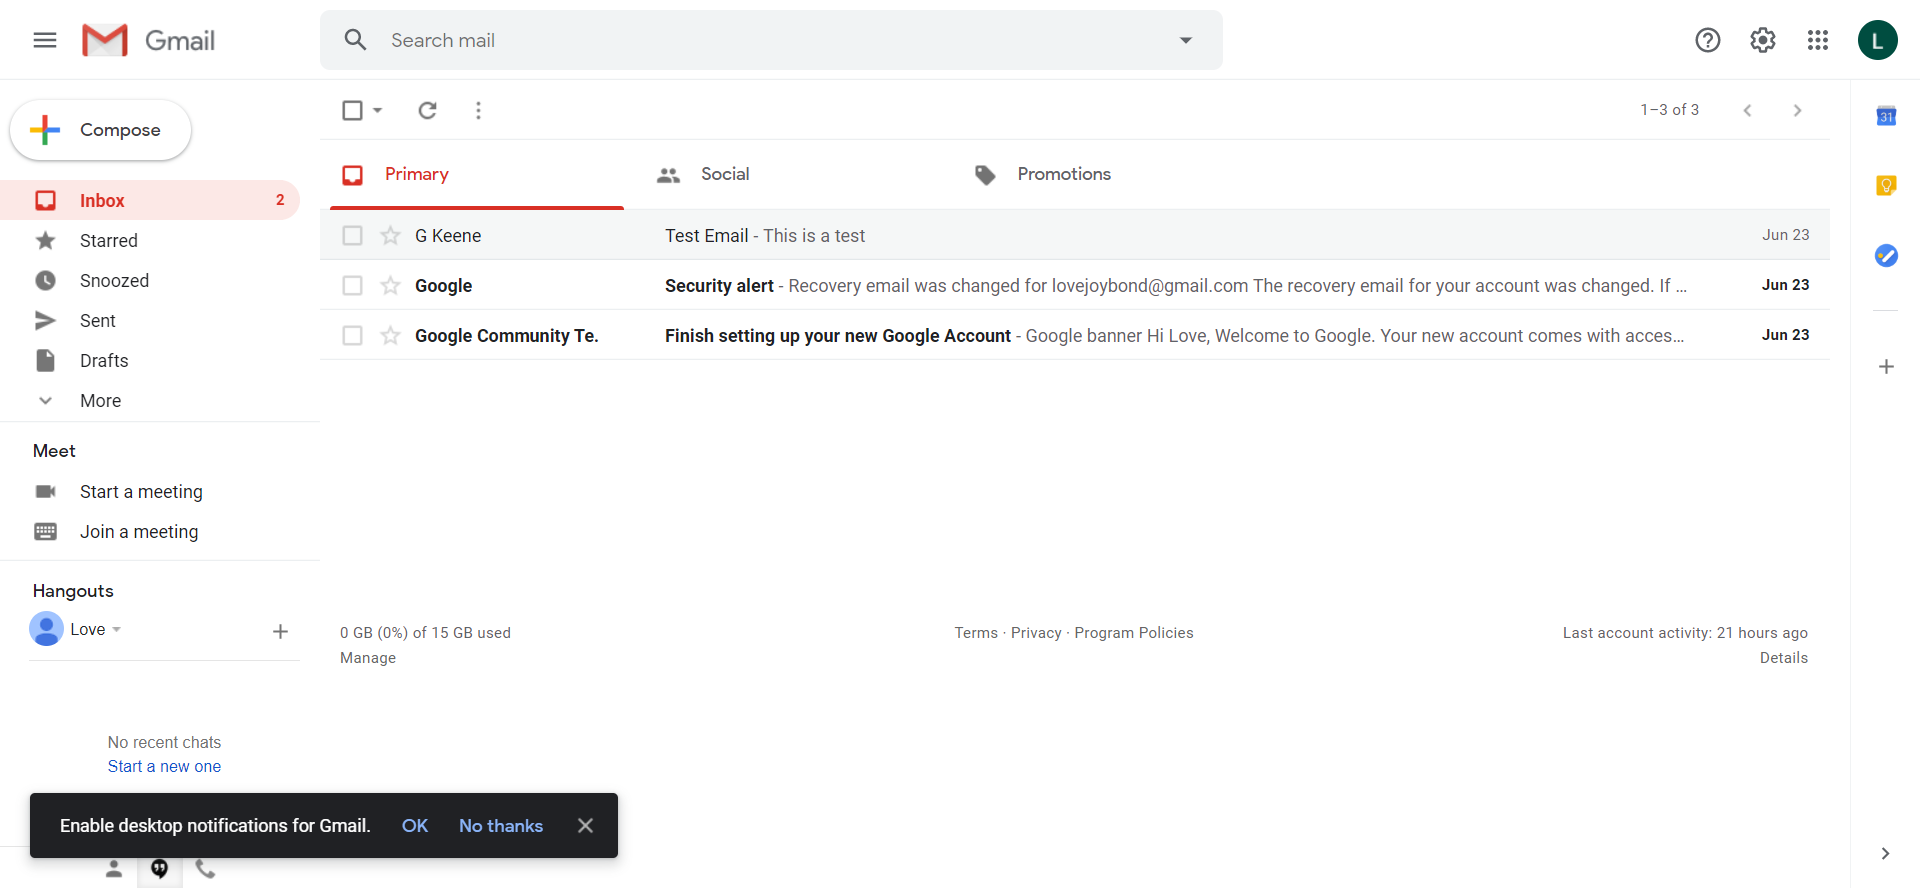 Gmail
Search mail
L
Compose
1–3 of 3
31
Primary
Social
Promotions
Inbox 2
Starred
Snoozed
Sent
Drafts
More
G Keene Test Email - This is a test Jun 23
Google Security alert - Recovery email was changed for lovejoybond@gmail.com The recovery email for your account was changed. If ... Jun 23
Google Community Te. Finish setting up your new Google Account - Google banner Hi Love, Welcome to Google. Your new account comes with acces... Jun 23
Meet
Start a meeting
Join a meeting
Hangouts
Love
0 GB (0%) of 15 GB used
Manage
Terms · Privacy · Program Policies
Last account activity: 21 hours ago
Details
No recent chats
Start a new one
Enable desktop notifications for Gmail. OK No thanks